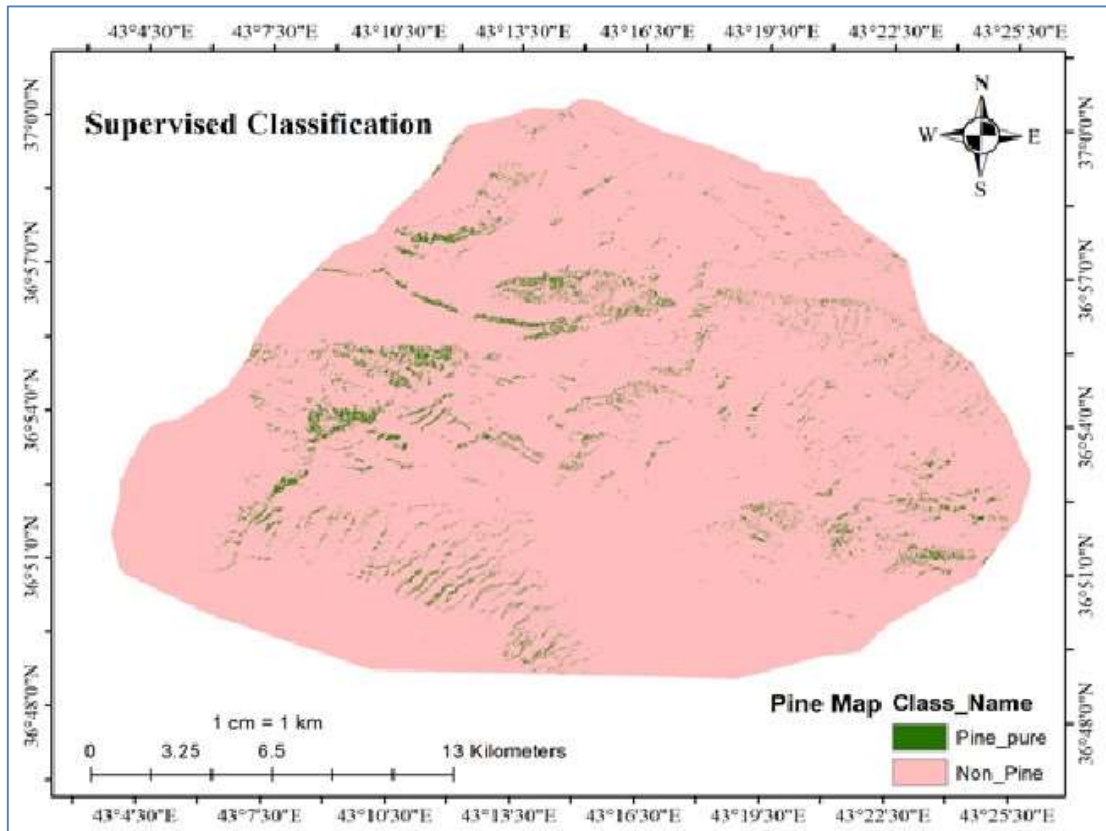 43°4'30"E 43°7'30"E 43°10'30"E 43°13'30"E 43°16'30"E 43°19'30"E 43°22'30"E 43°25'30"E
Supervised Classification
N
W E
S
37°0'0"N
36°57'0"N
36°54'0"N
36°51'0"N
36°48'0"N
37°0'0"N
36°57'0"N
36°54'0"N
36°51'0"N
36°48'0"N
1 cm = 1 km
0 3.25 6.5 13 Kilometers
Pine Map Class_Name
Pine_pure
Non_Pine
43°4'30"E 43°7'30"E 43°10'30"E 43°13'30"E 43°16'30"E 43°19'30"E 43°22'30"E 43°25'30"E